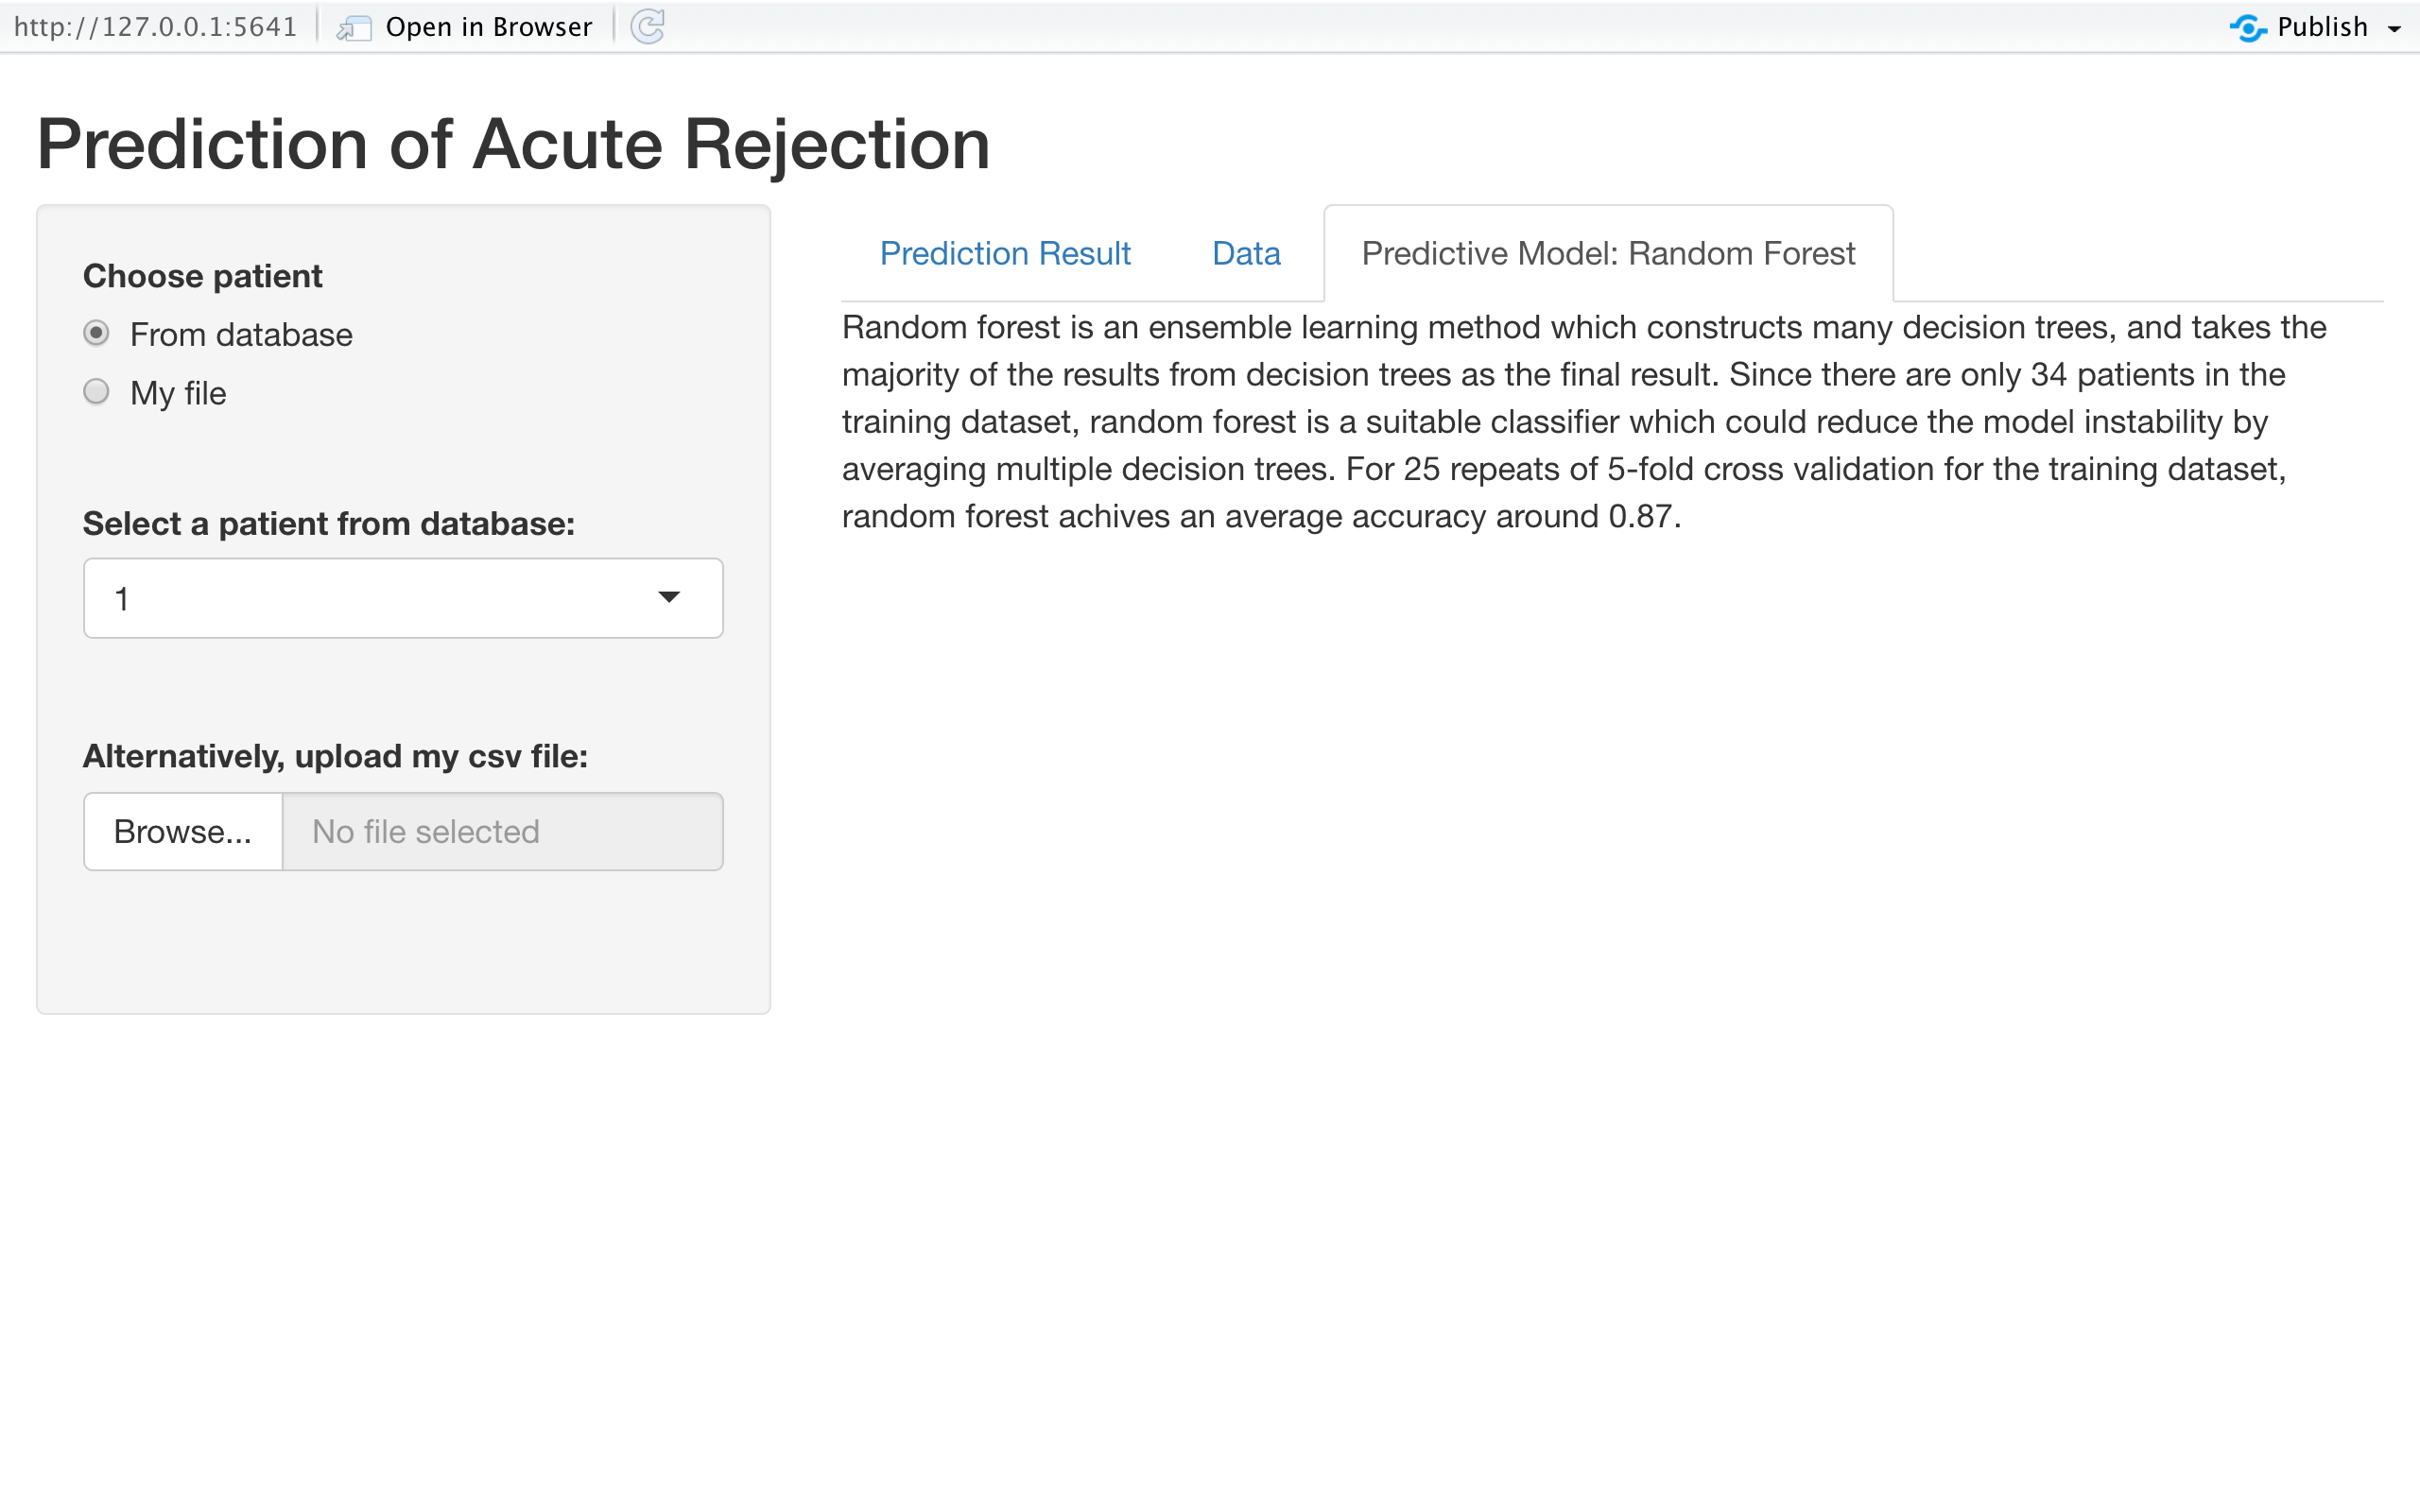 http://127.0.0.1:5641 Open in Browser Publish
Prediction of Acute Rejection
Choose patient
From database
My file
Select a patient from database:
1
Alternatively, upload my csv file:
Browse... No file selected
Prediction Result Data Predictive Model: Random Forest
Random forest is an ensemble learning method which constructs many decision trees, and takes the
majority of the results from decision trees as the final result. Since there are only 34 patients in the
training dataset, random forest is a suitable classifier which could reduce the model instability by
averaging multiple decision trees. For 25 repeats of 5-fold cross validation for the training dataset,
random forest achives an average accuracy around 0.87.